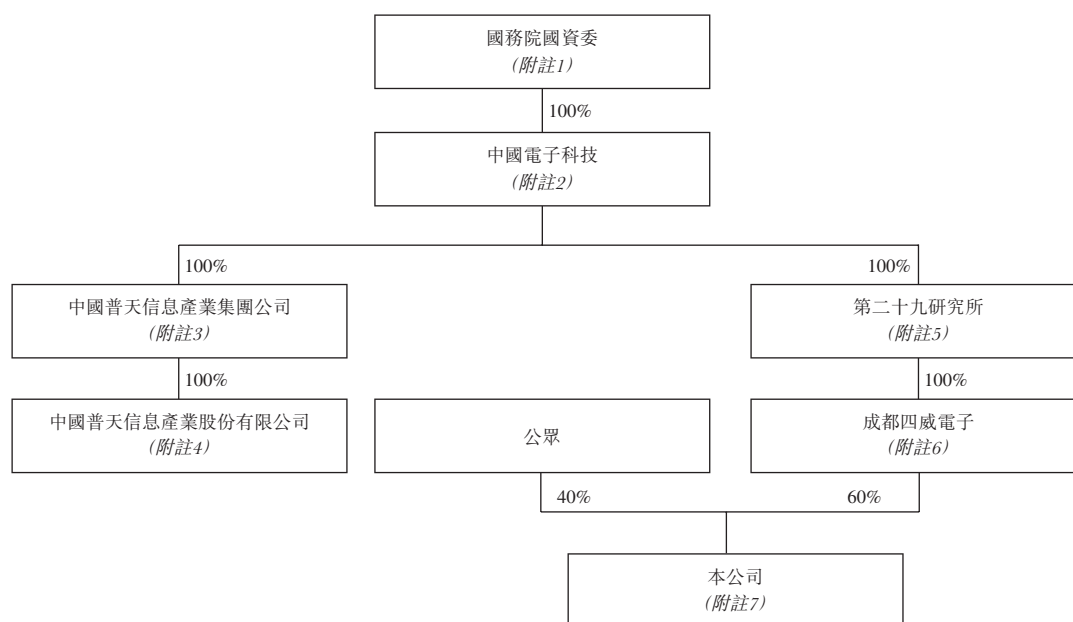 國務院國資委
(附註1)
100%
中國電子科技
(附註2)
100%
100%
中國普天信息產業集團公司
(附註3)
第二十九研究所
(附註5)
100%
100%
中國普天信息產業股份有限公司
(附註4)
公眾
成都四威電子
(附註6)
40%
60%
本公司
(附註7)